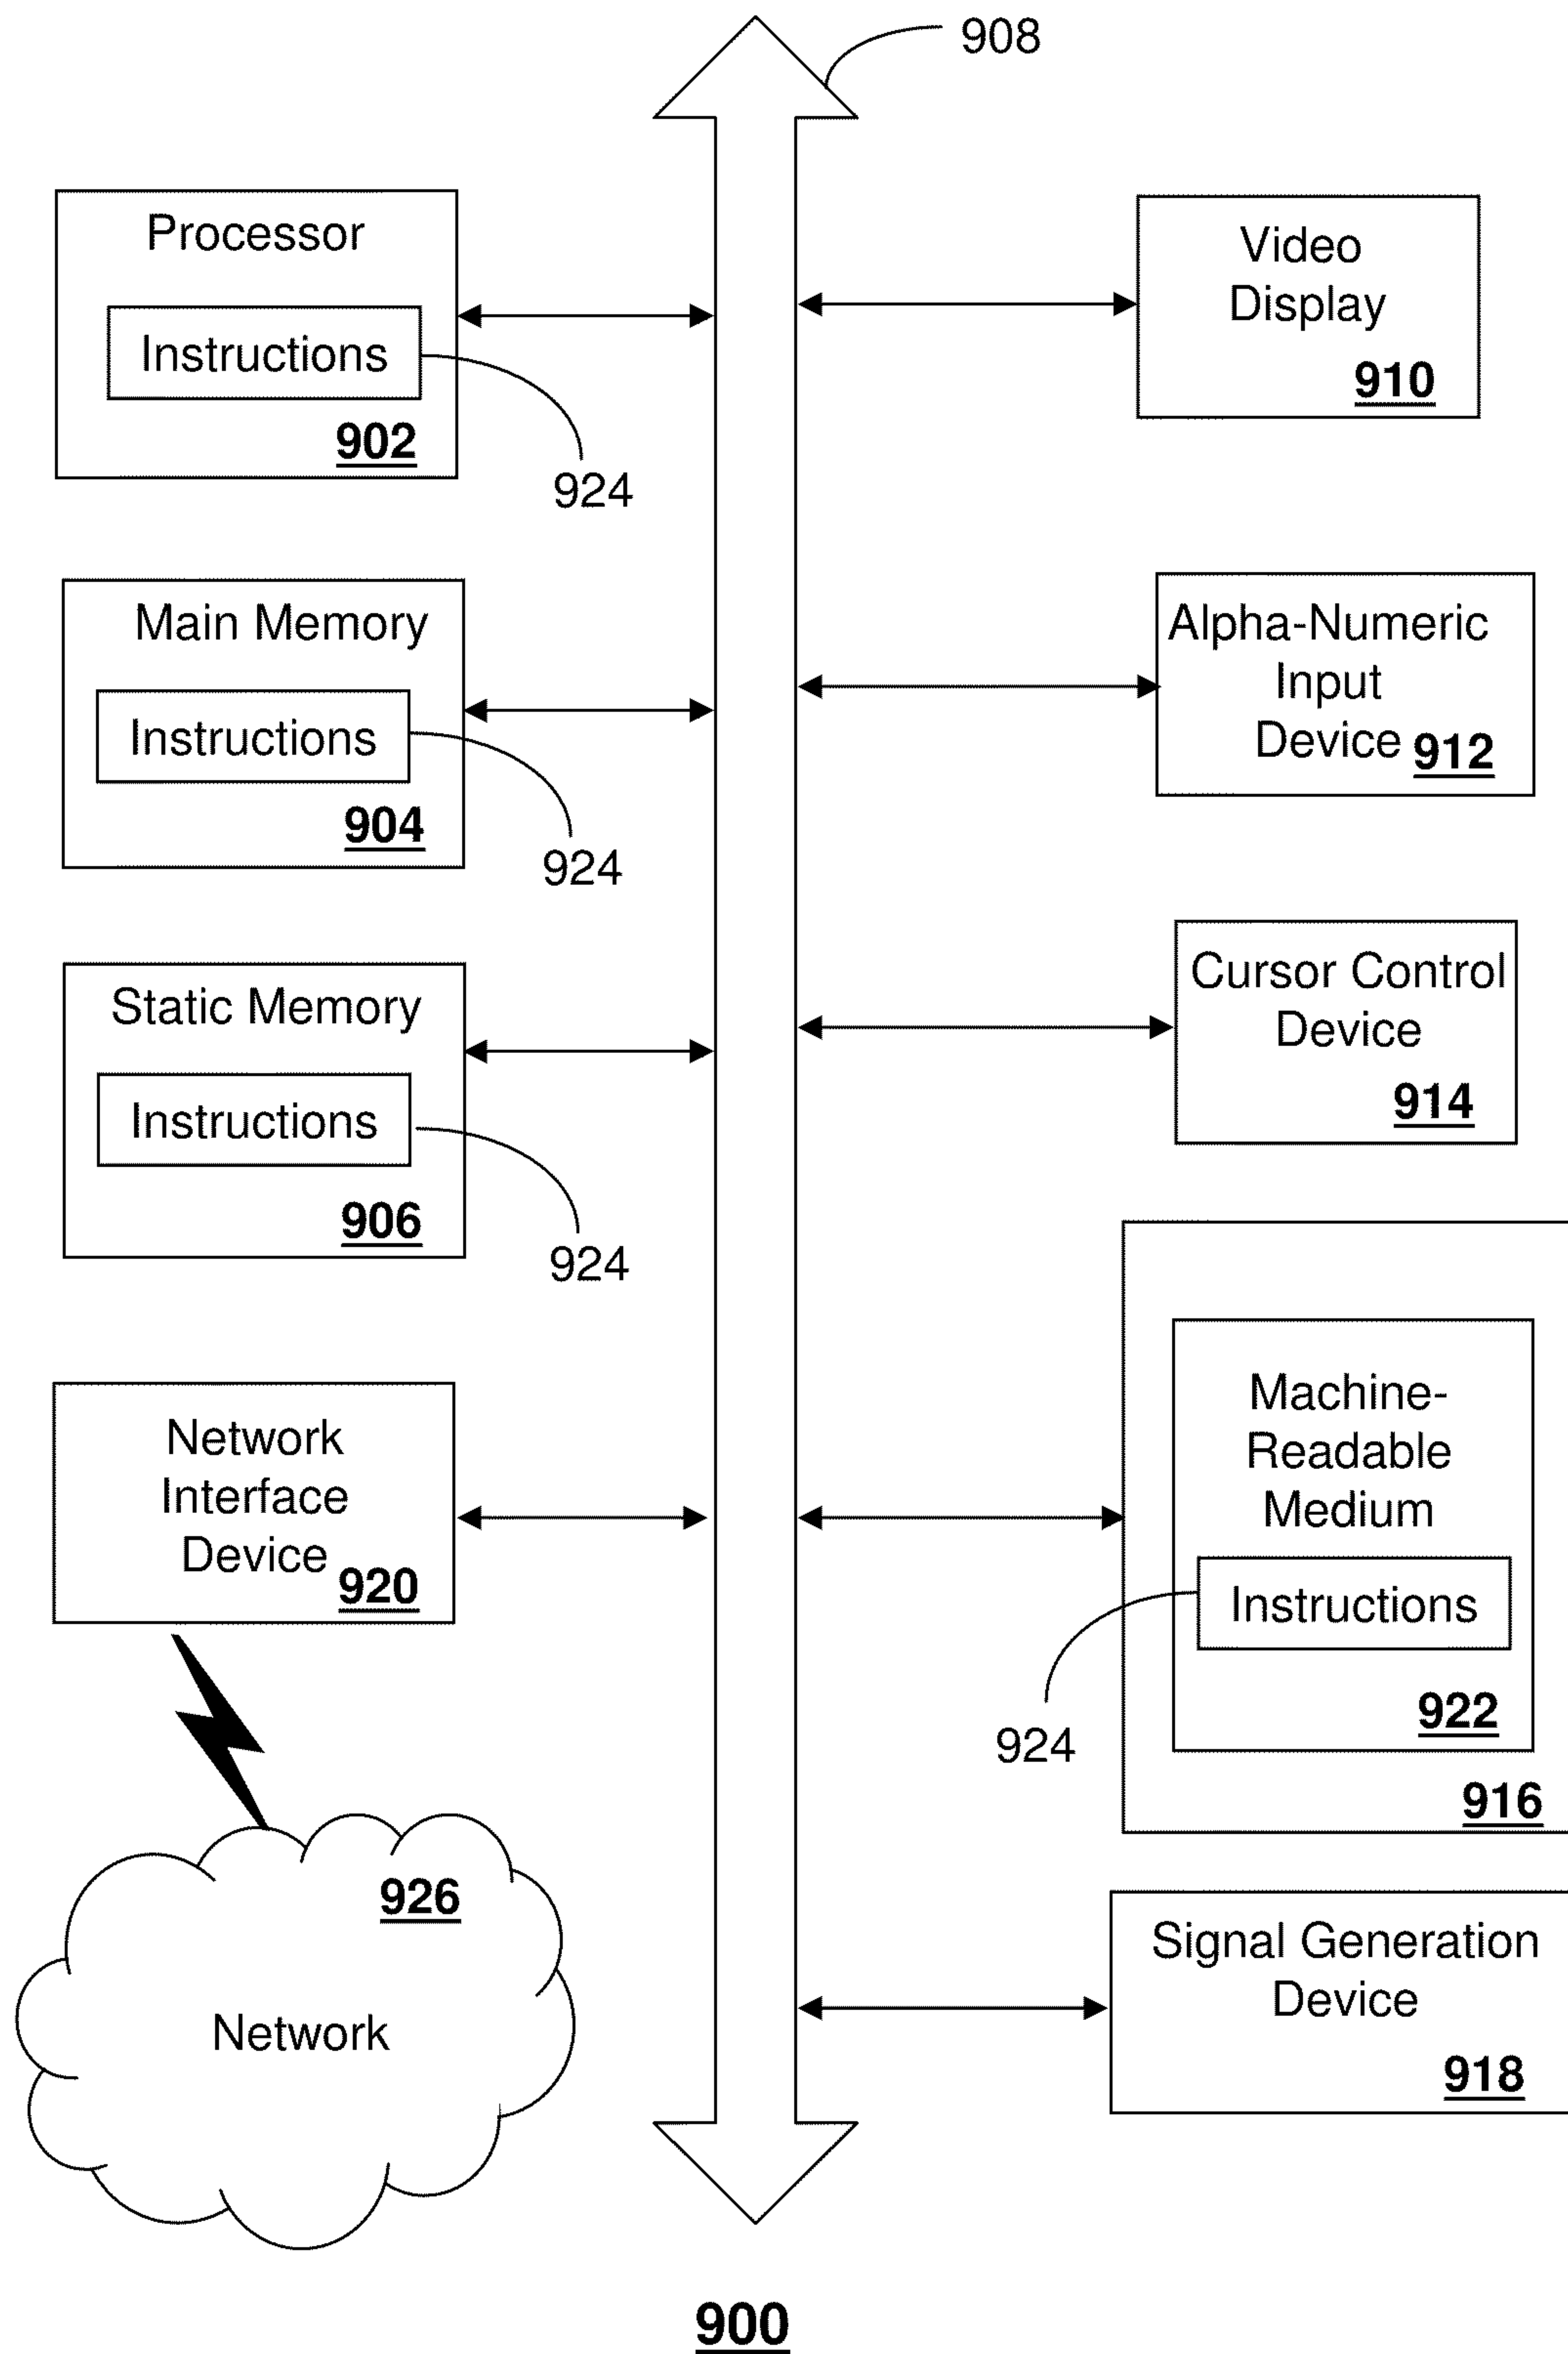 908
Processor
Instructions
902
924
Main Memory
Instructions
904
924
Static Memory
Instructions
906
924
Network
Interface
Device
920
926
Network
Video
Display
910
Alpha-Numeric
Input
Device
912
Cursor Control
Device
914
Machine-
Readable
Medium
Instructions
922
924
916
Signal Generation
Device
918
900